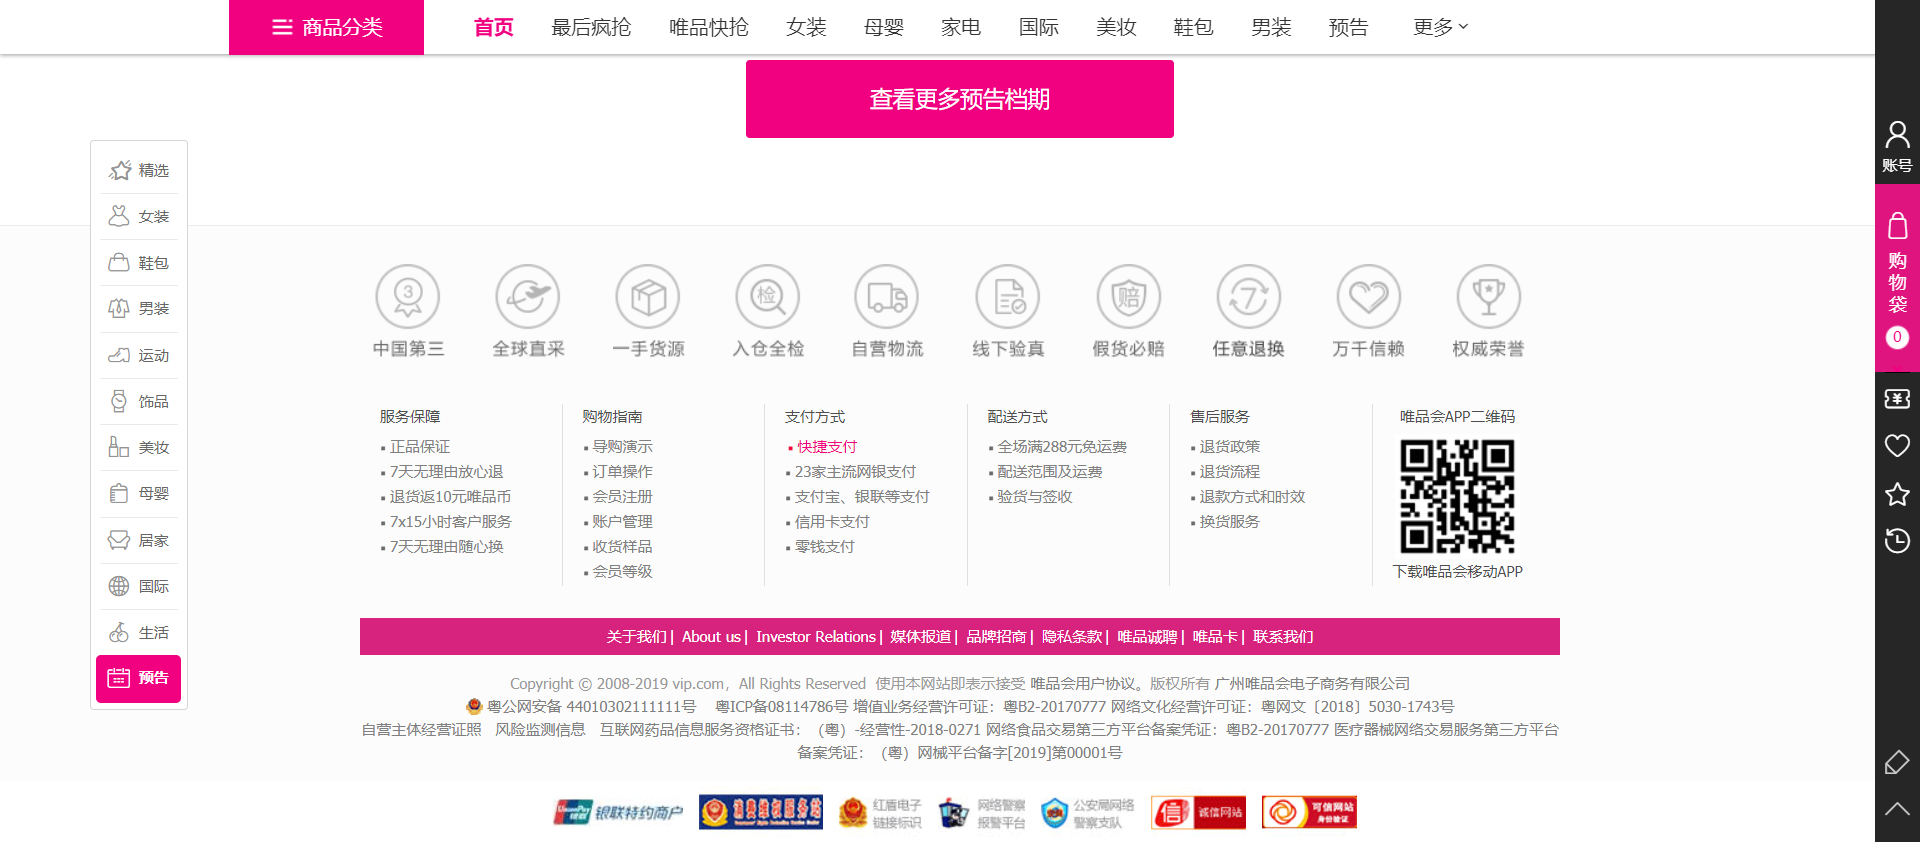 商品分类 首页 最后疯抢 唯品快抢 女装 母婴 家电 国际 美妆 鞋包 男装 预告 更多
查看更多预告档期
精选
女装
鞋包
男装
运动
饰品
美妆
母婴
居家
国际
生活
预告
账号
购物袋
0
3 检 赔 7
中国第三 全球直采 一手货源 入仓全检 自营物流 线下验真 假货必赔 任意退换 万千信赖 权威荣誉
服务保障
正品保证
7天无理由放心退
退货返10元唯品币
7x15小时客户服务
7天无理由随心换
购物指南
导购演示
订单操作
会员注册
账户管理
收货样品
会员等级
支付方式
快捷支付
23家主流网银支付
支付宝、银联等支付
信用卡支付
零钱支付
配送方式
全场满288元免运费
配送范围及运费
验货与签收
售后服务
退货政策
退货流程
退款方式和时效
换货服务
唯品会APP二维码
下载唯品会移动APP
关于我们 | About us | Investor Relations | 媒体报道 | 品牌招商 | 隐私条款 | 唯品诚聘 | 唯品卡 | 联系我们
Copyright © 2008-2019 vip.com，All Rights Reserved 使用本网站即表示接受 唯品会用户协议。版权所有 广州唯品会电子商务有限公司
粤公网安备 44010302111111号 粤ICP备08114786号 增值业务经营许可证：粤B2-20170777 网络文化经营许可证：粤网文〔2018〕5030-1743号
自营主体经营证照 风险监测信息 互联网药品信息服务资格证书：（粤）-经营性-2018-0271 网络食品交易第三方平台备案凭证：粤B2-20170777 医疗器械网络交易服务第三方平台
备案凭证：（粤）网械平台备字[2019]第00001号
UnionPay 银联 银联特约商户
消费维权服务站
红盾电子
链接标识
网络警察
报警平台
公安局网络
警察支队
信 诚信网站
可信网站
身份验证